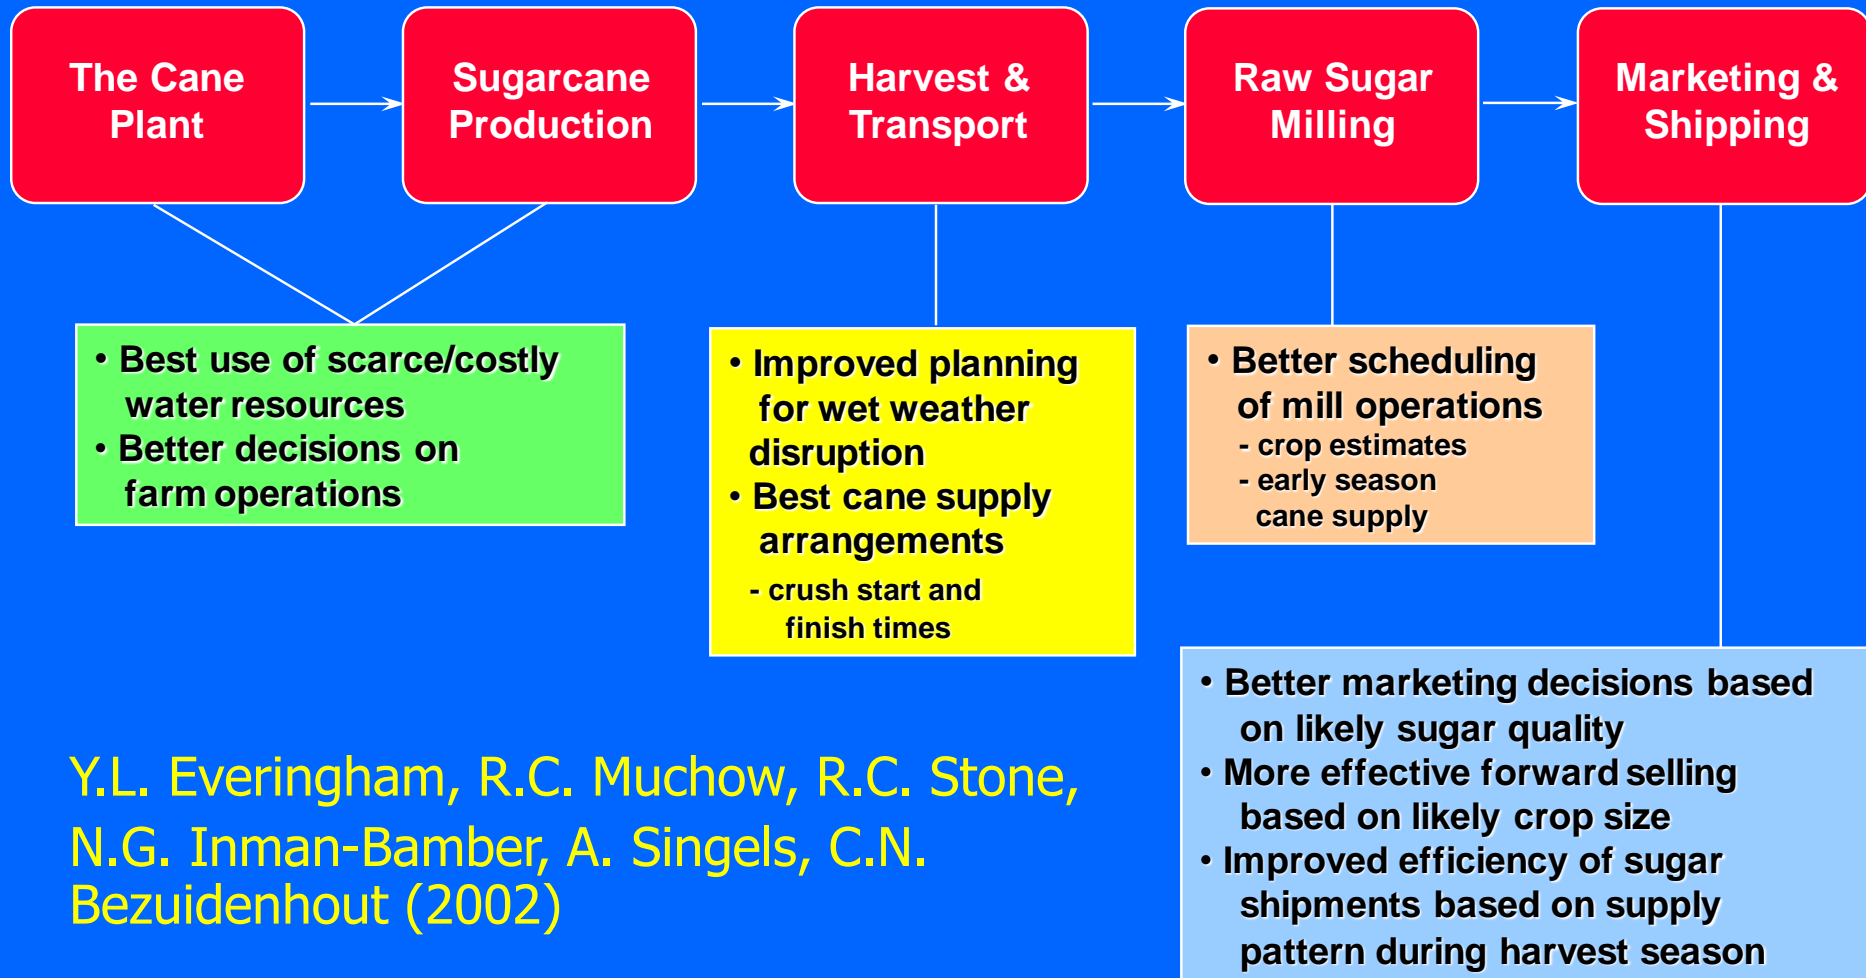 The Cane
Plant
Sugarcane
Production
Harvest &
Transport
Raw Sugar
Milling
Marketing &
Shipping
• Best use of scarce/costly
water resources
• Better decisions on
farm operations
• Improved planning
for wet weather
disruption
• Best cane supply
arrangements
- crush start and
finish times
• Better scheduling
of mill operations
- crop estimates
- early season
cane supply
• Better marketing decisions based
on likely sugar quality
• More effective forward selling
based on likely crop size
• Improved efficiency of sugar
shipments based on supply
pattern during harvest season
Y.L. Everingham, R.C. Muchow, R.C. Stone,
N.G. Inman-Bamber, A. Singels, C.N.
Bezuidenhout (2002)